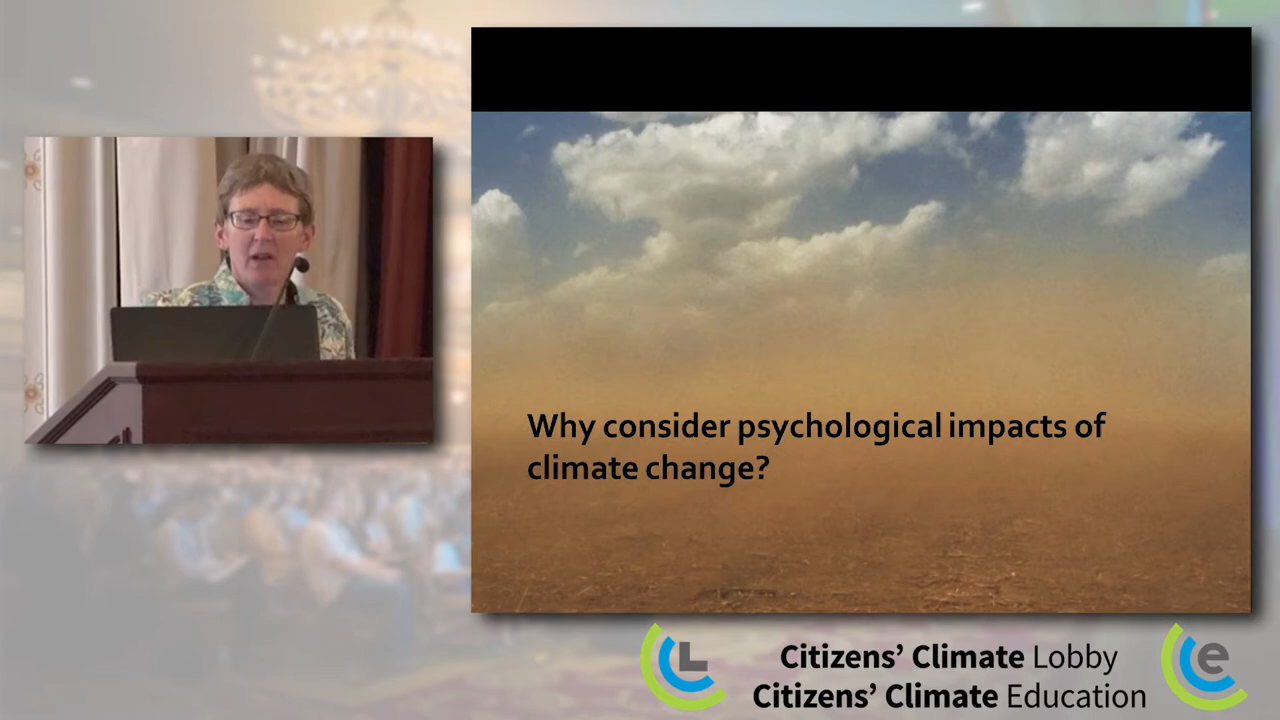 Why consider psychological impacts of
climate change?
L
Citizens’ Climate Lobby
Citizens’ Climate Education
e